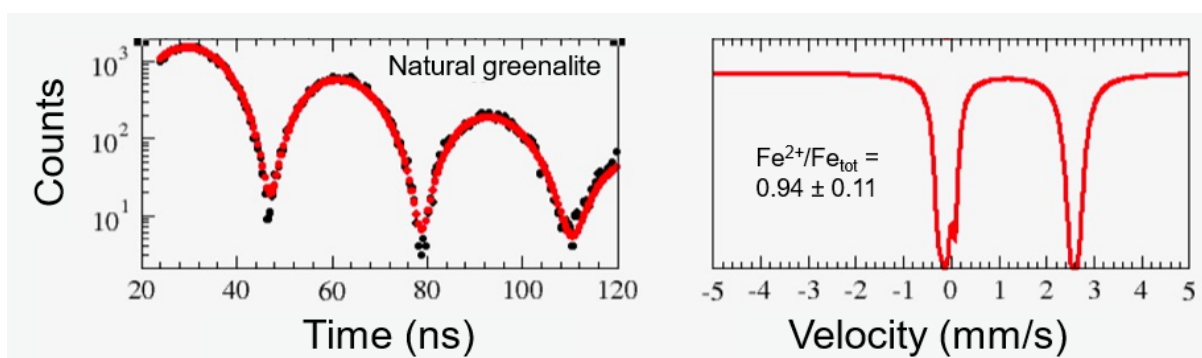 Counts
10³
10²
10¹
Natural greenalite
20 40 60 80 100 120
Time (ns)
Fe²⁺/Feₜₒₜ =
0.94 ± 0.11
-5 -4 -3 -2 -1 0 1 2 3 4 5
Velocity (mm/s)